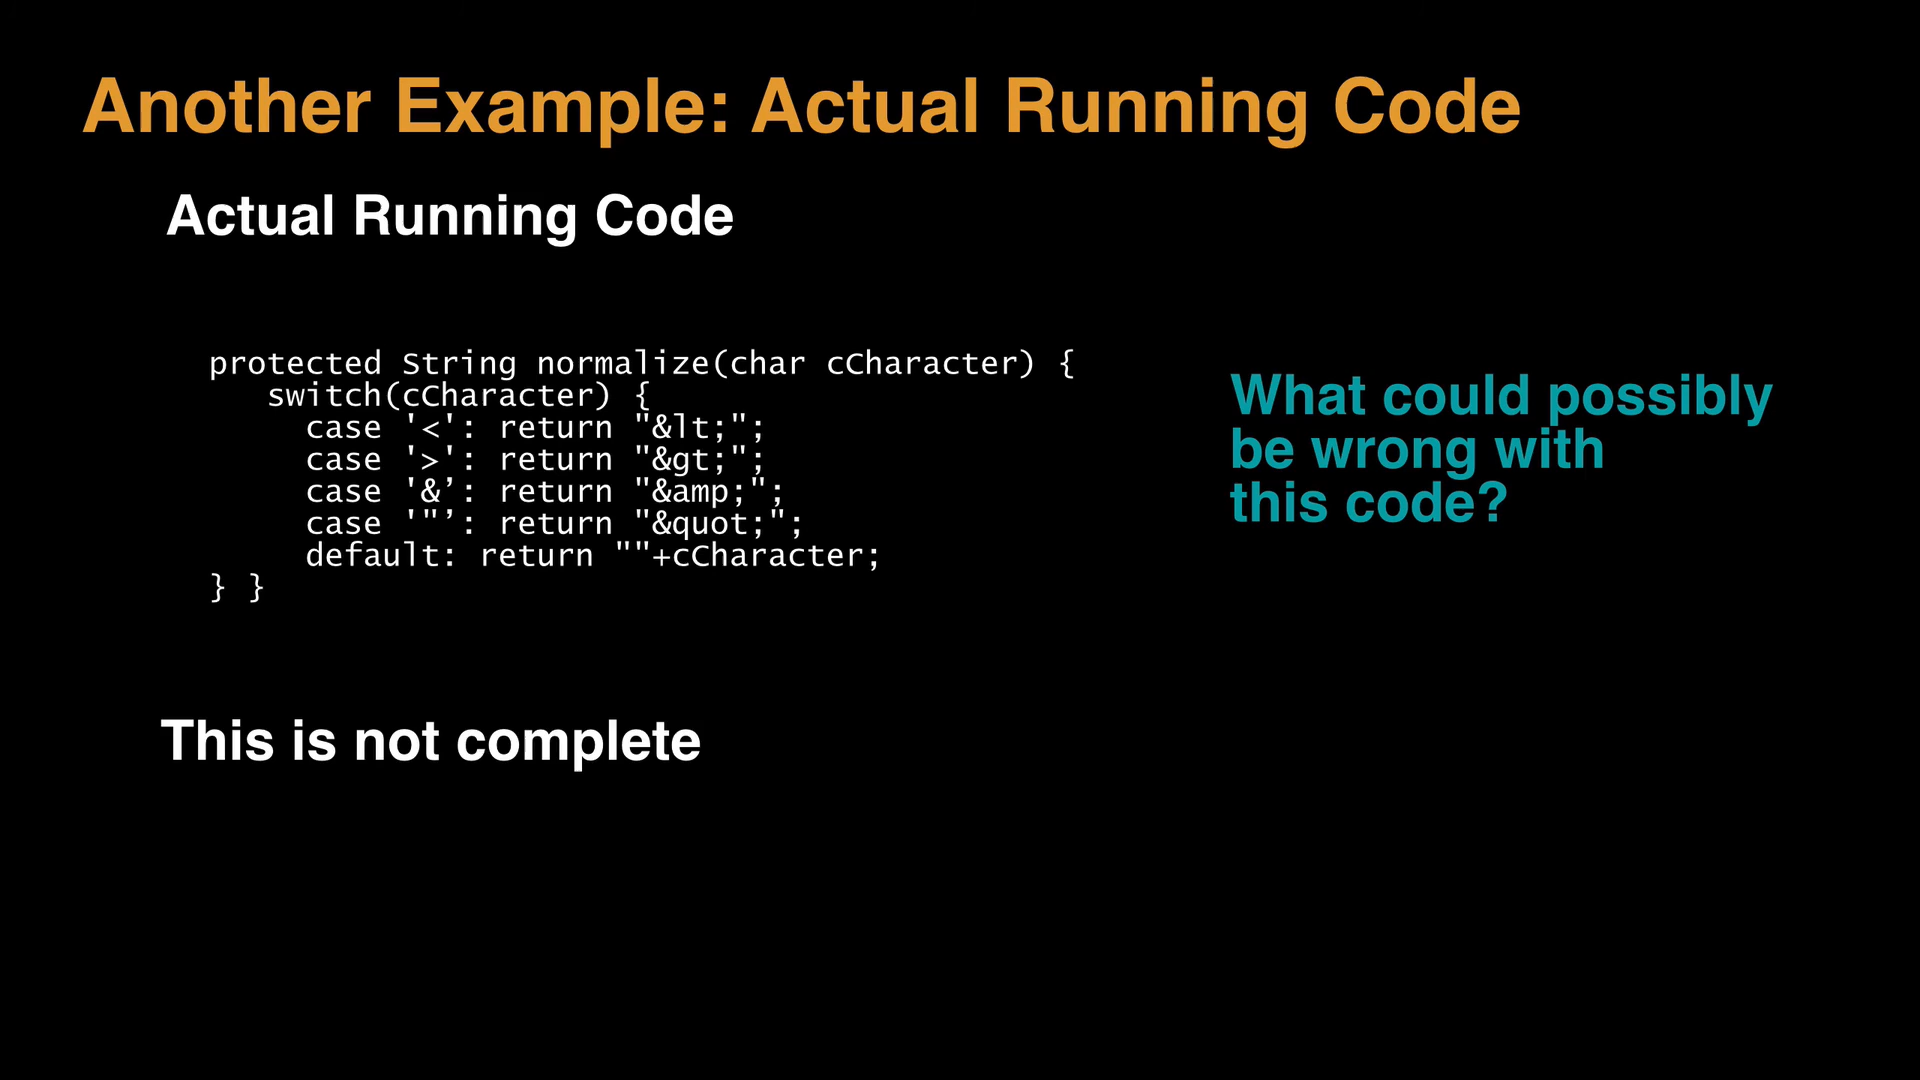 Another Example: Actual Running Code
Actual Running Code
protected String normalize(char cCharacter) {
switch(cCharacter) {
case '<': return "&lt;";
case '>': return "&gt;";
case '&’: return "&amp;";
case '"’: return "&quot;";
default: return ""+cCharacter;
} }
What could possibly
be wrong with
this code?
This is not complete